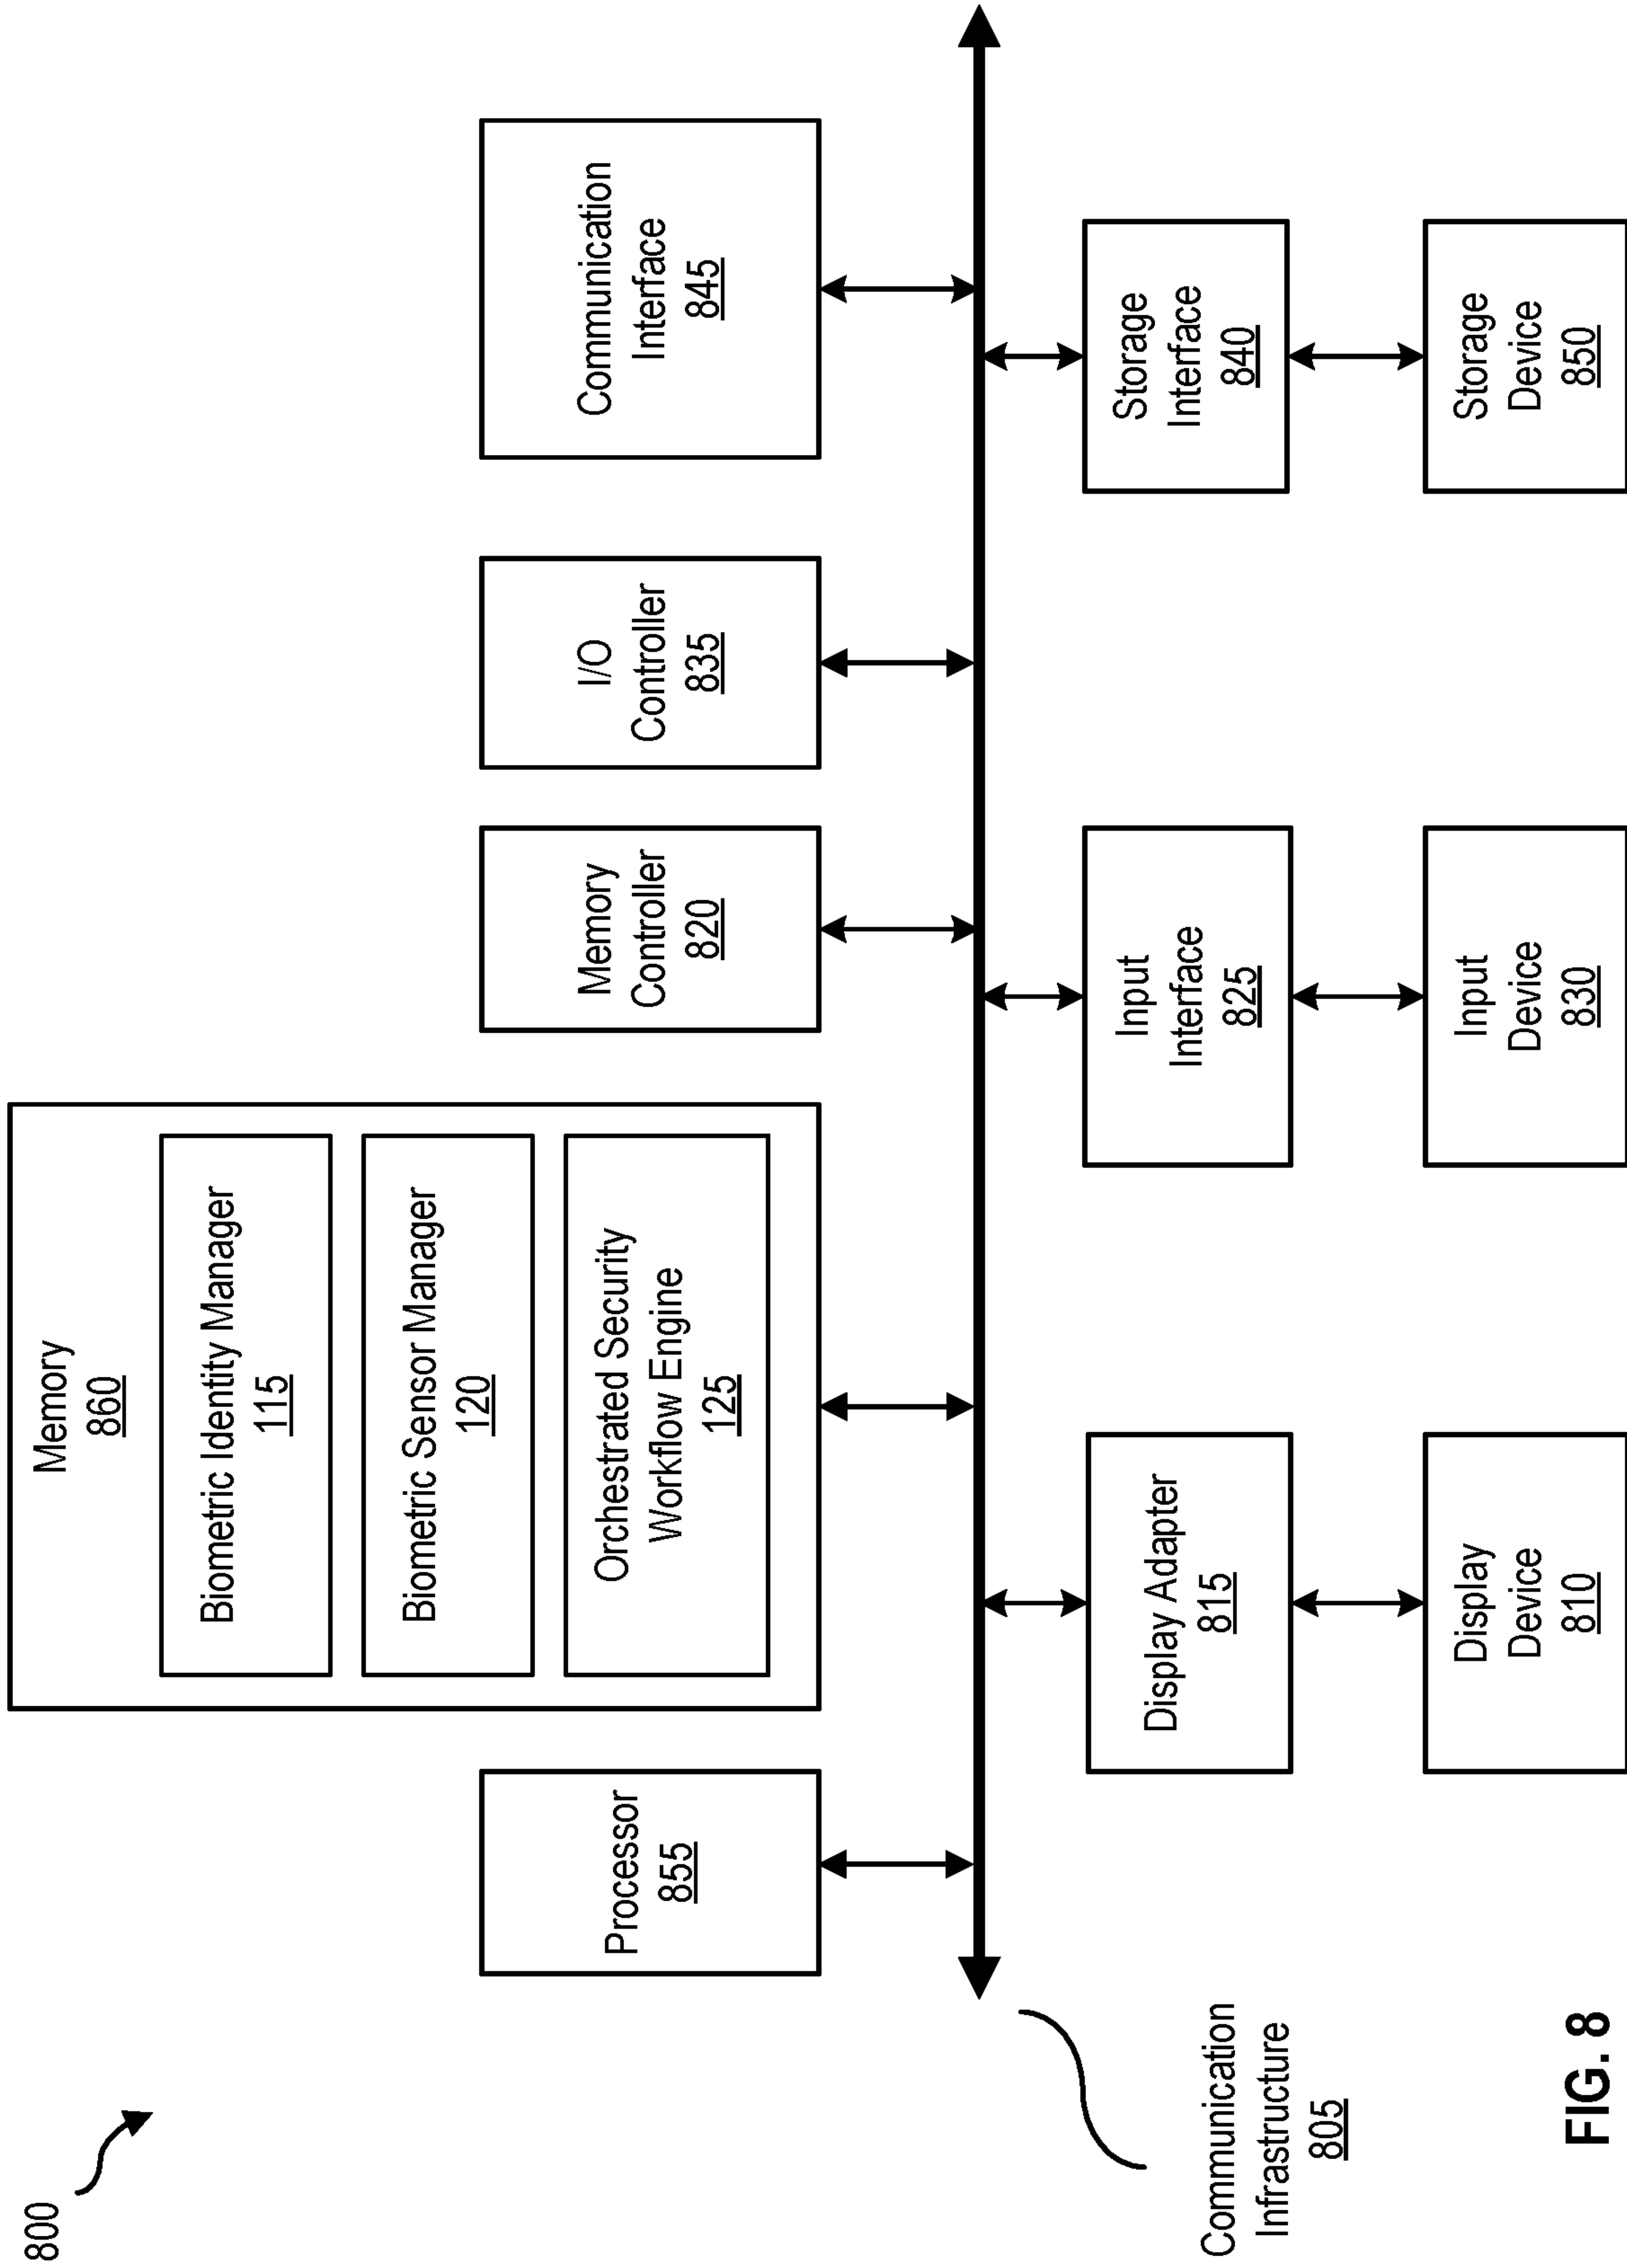 800
Memory
860
Biometric Identity Manager
115
Biometric Sensor Manager
120
Orchestrated Security
Workflow Engine
125
Processor
855
Memory
Controller
820
I/O
Controller
835
Communication
Interface
845
Communication
Infrastructure
805
Display Adapter
815
Input
Interface
825
Storage
Interface
840
Display
Device
810
Input
Device
830
Storage
Device
850
FIG. 8